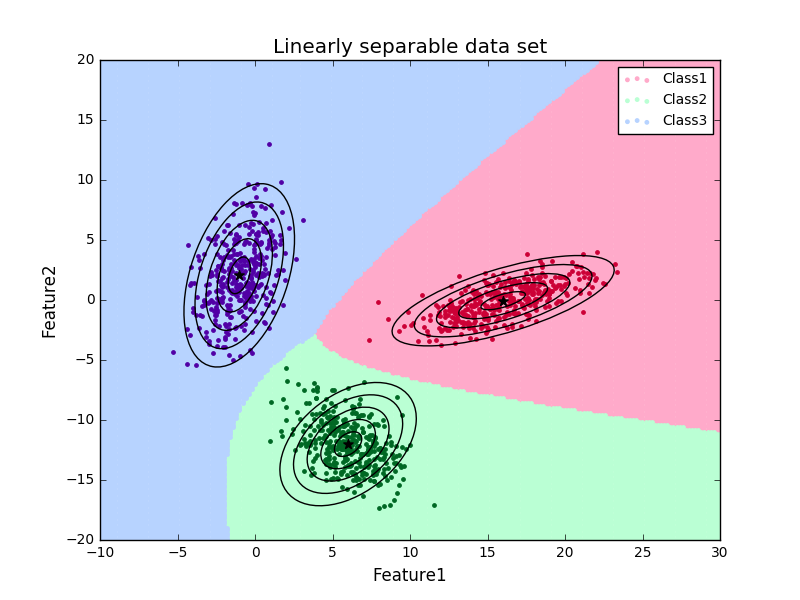 Linearly separable data set
Class1
Class2
Class3
20
15
10
5
0
−5
−10
−15
−20
Feature2
−10 −5 0 5 10 15 20 25 30
Feature1